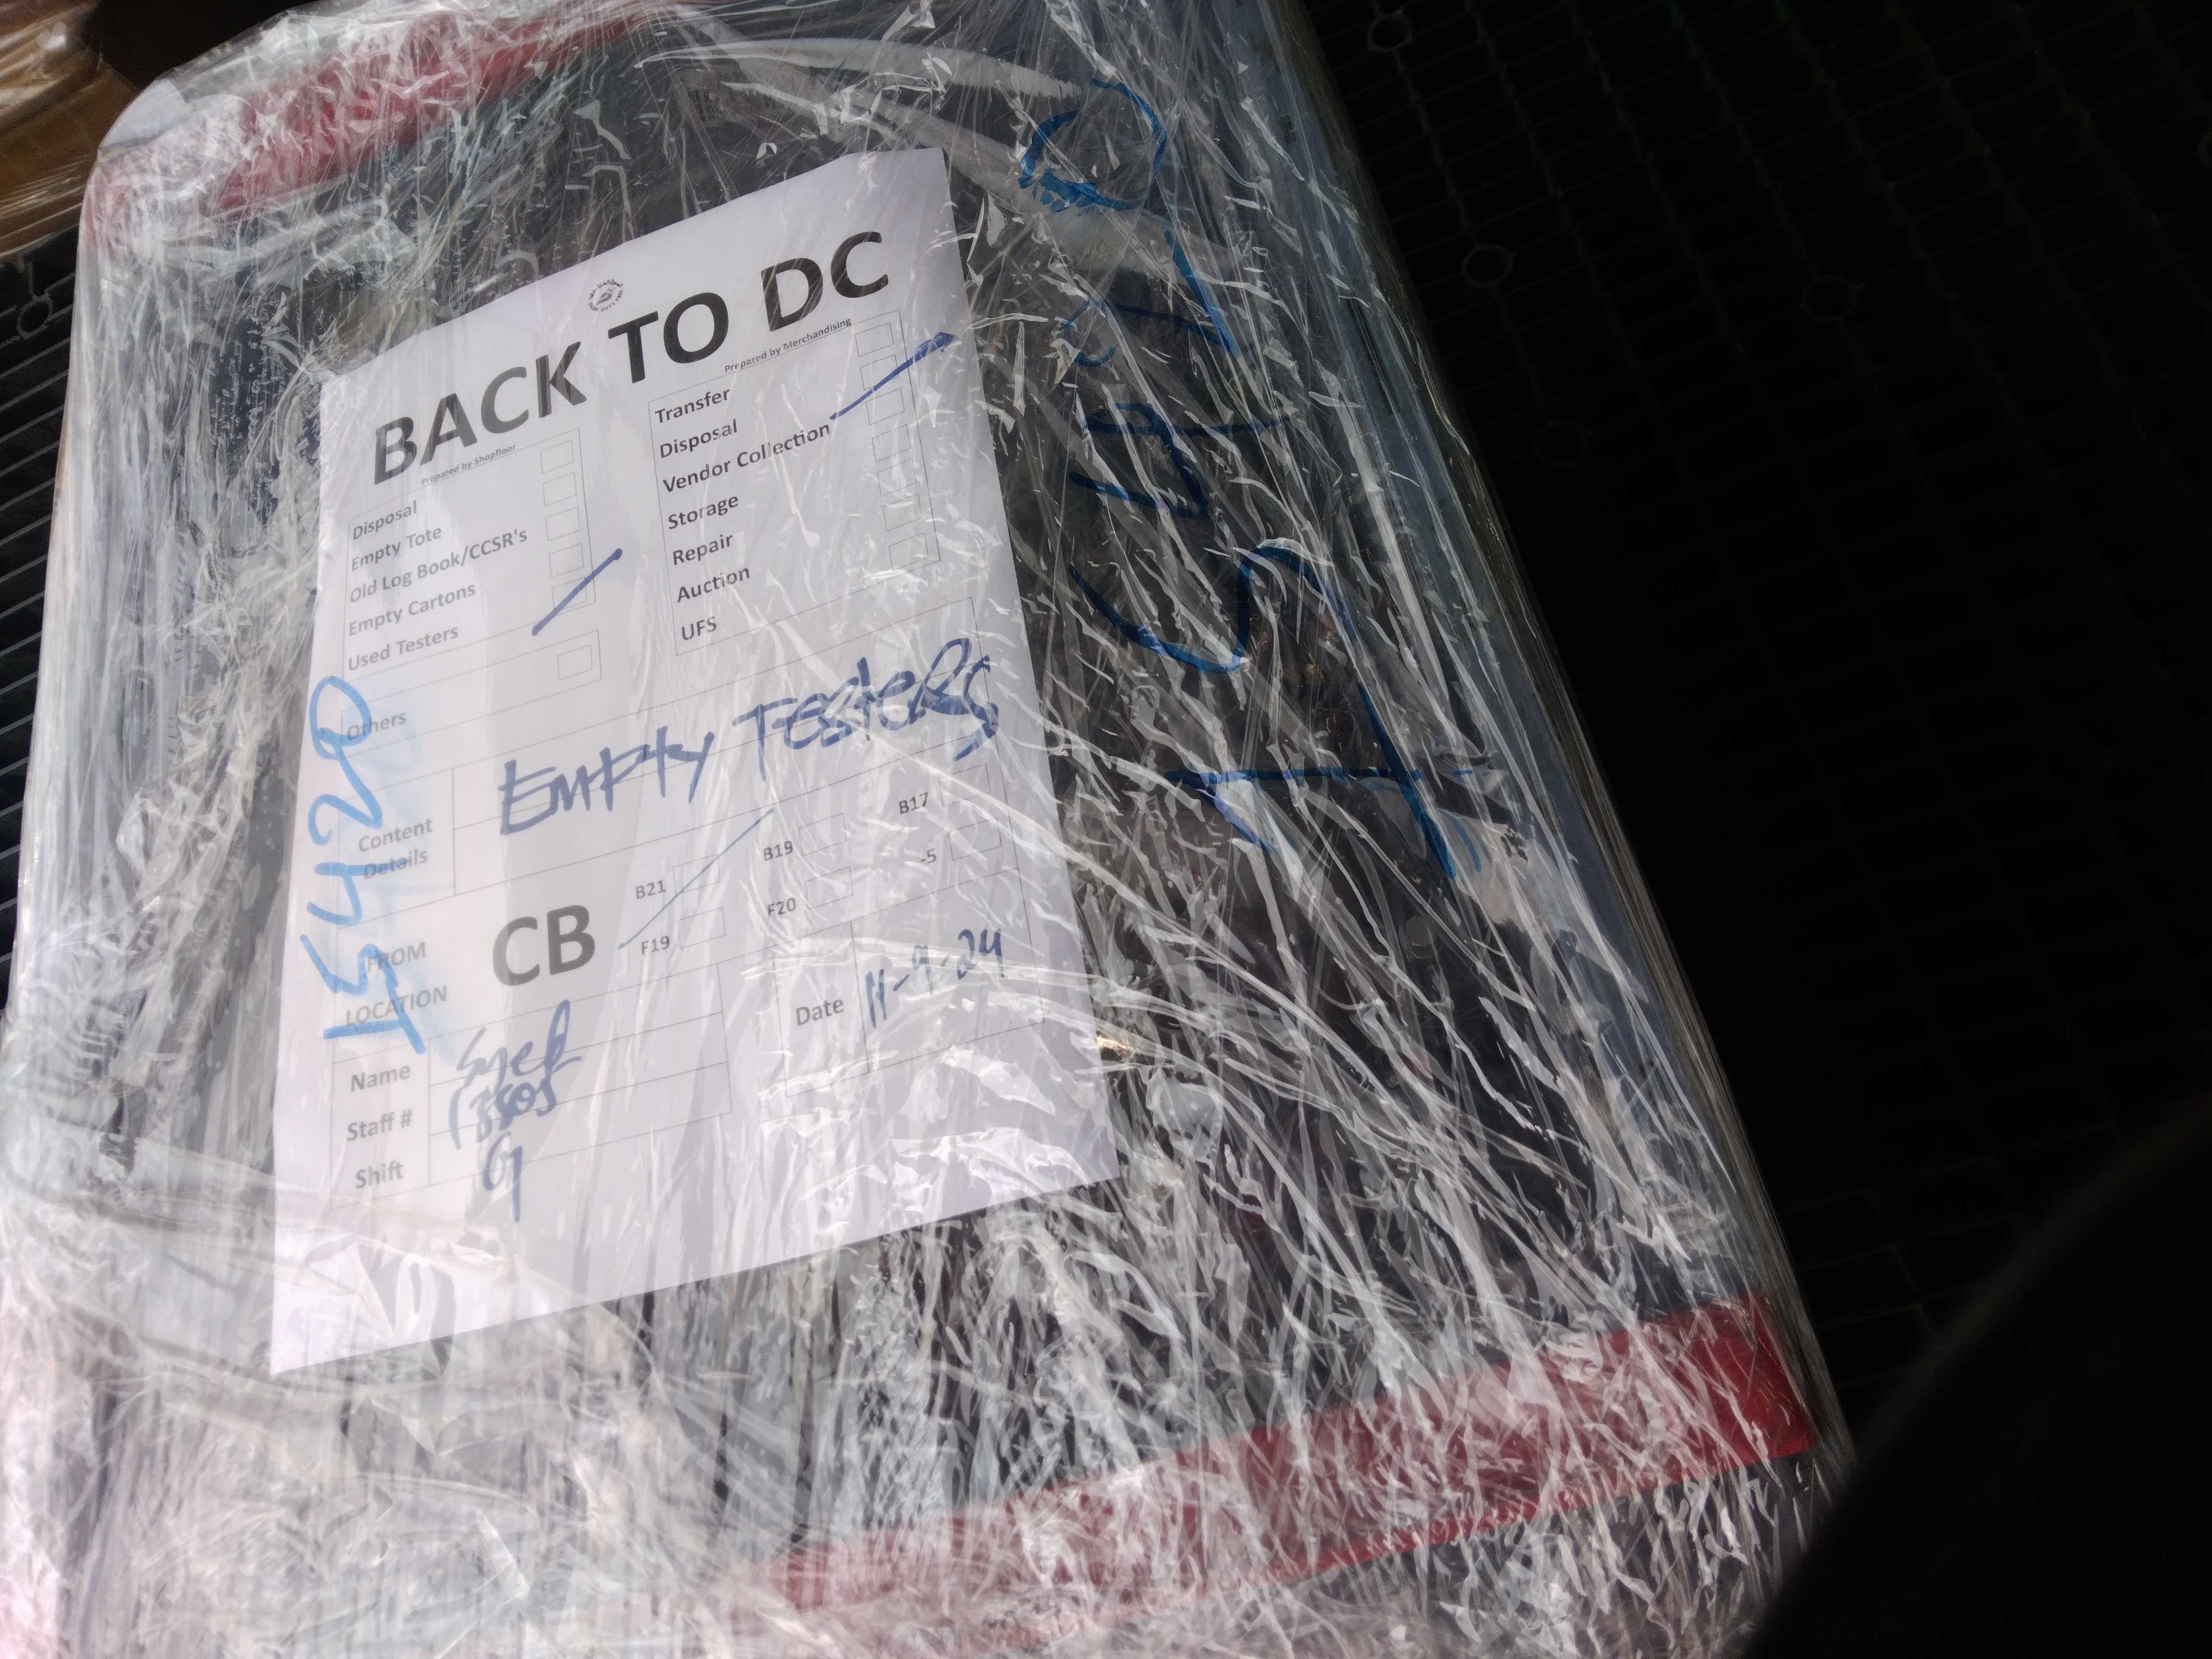 BACK TO DC
Prepared by Shopfloor
Disposal
Empty Tote
Old Log Book/CCSR's
Empty Cartons
Used Testers
Others
Prepared by Merchandising
Transfer
Disposal
Vendor Collection
Storage
Repair
Auction
UFS
Content Details
EMPTY TESTERS
FROM LOCATION
CB
B21
B19
B17
F19
F20
-5
Name
Staff #
Shift
G
Date
11-9-24
15420